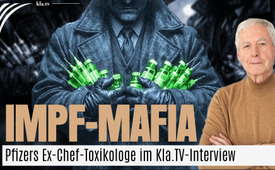 kla.tv
IMPF-MAFIA
Pfizers Ex-Chef-Toxikologe im Kla.TV-Interview